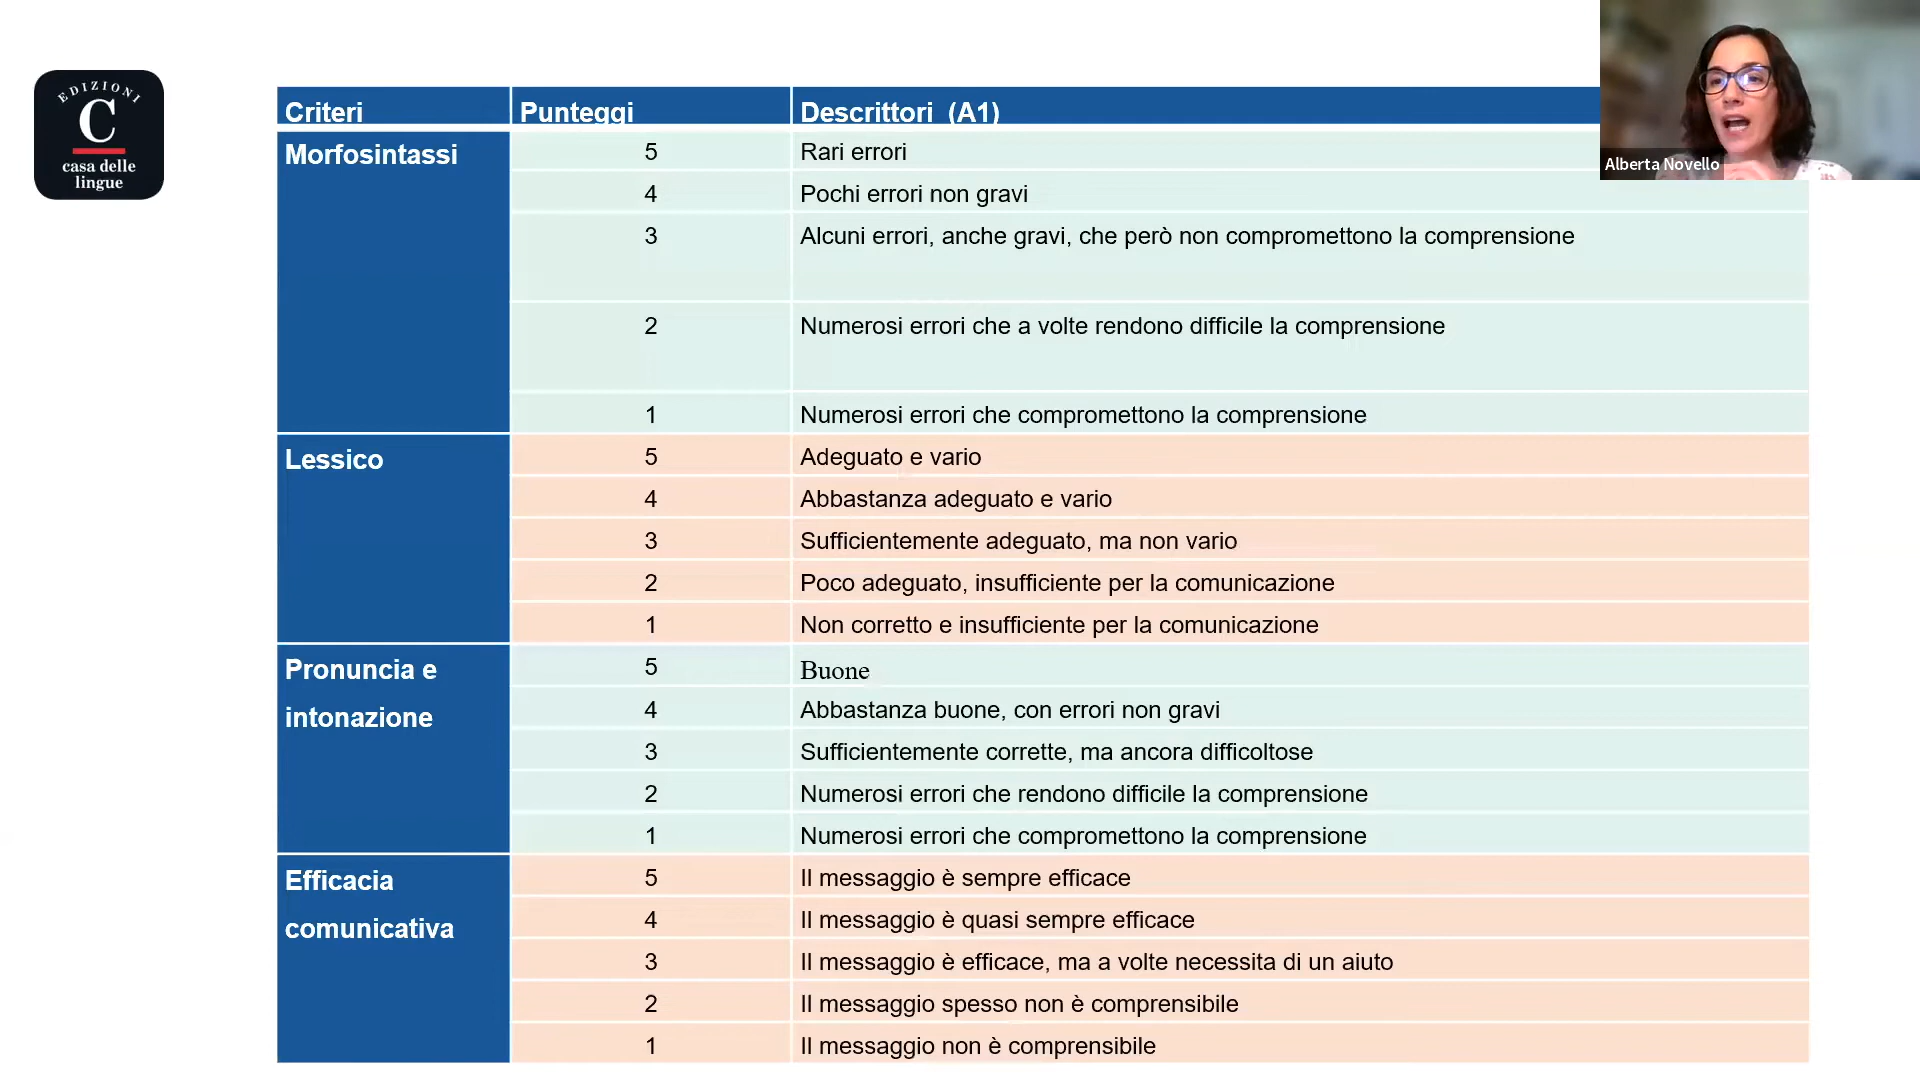 EDIZIONI
C
casa delle
lingue
Alberta Novello
Criteri Punteggi Descrittori (A1)
Morfosintassi 5 Rari errori
4 Pochi errori non gravi
3 Alcuni errori, anche gravi, che però non compromettono la comprensione
2 Numerosi errori che a volte rendono difficile la comprensione
1 Numerosi errori che compromettono la comprensione
Lessico 5 Adeguato e vario
4 Abbastanza adeguato e vario
3 Sufficientemente adeguato, ma non vario
2 Poco adeguato, insufficiente per la comunicazione
1 Non corretto e insufficiente per la comunicazione
Pronuncia e 5 Buone
intonazione 4 Abbastanza buone, con errori non gravi
3 Sufficientemente corrette, ma ancora difficoltose
2 Numerosi errori che rendono difficile la comprensione
1 Numerosi errori che compromettono la comprensione
Efficacia 5 Il messaggio è sempre efficace
comunicativa 4 Il messaggio è quasi sempre efficace
3 Il messaggio è efficace, ma a volte necessita di un aiuto
2 Il messaggio spesso non è comprensibile
1 Il messaggio non è comprensibile